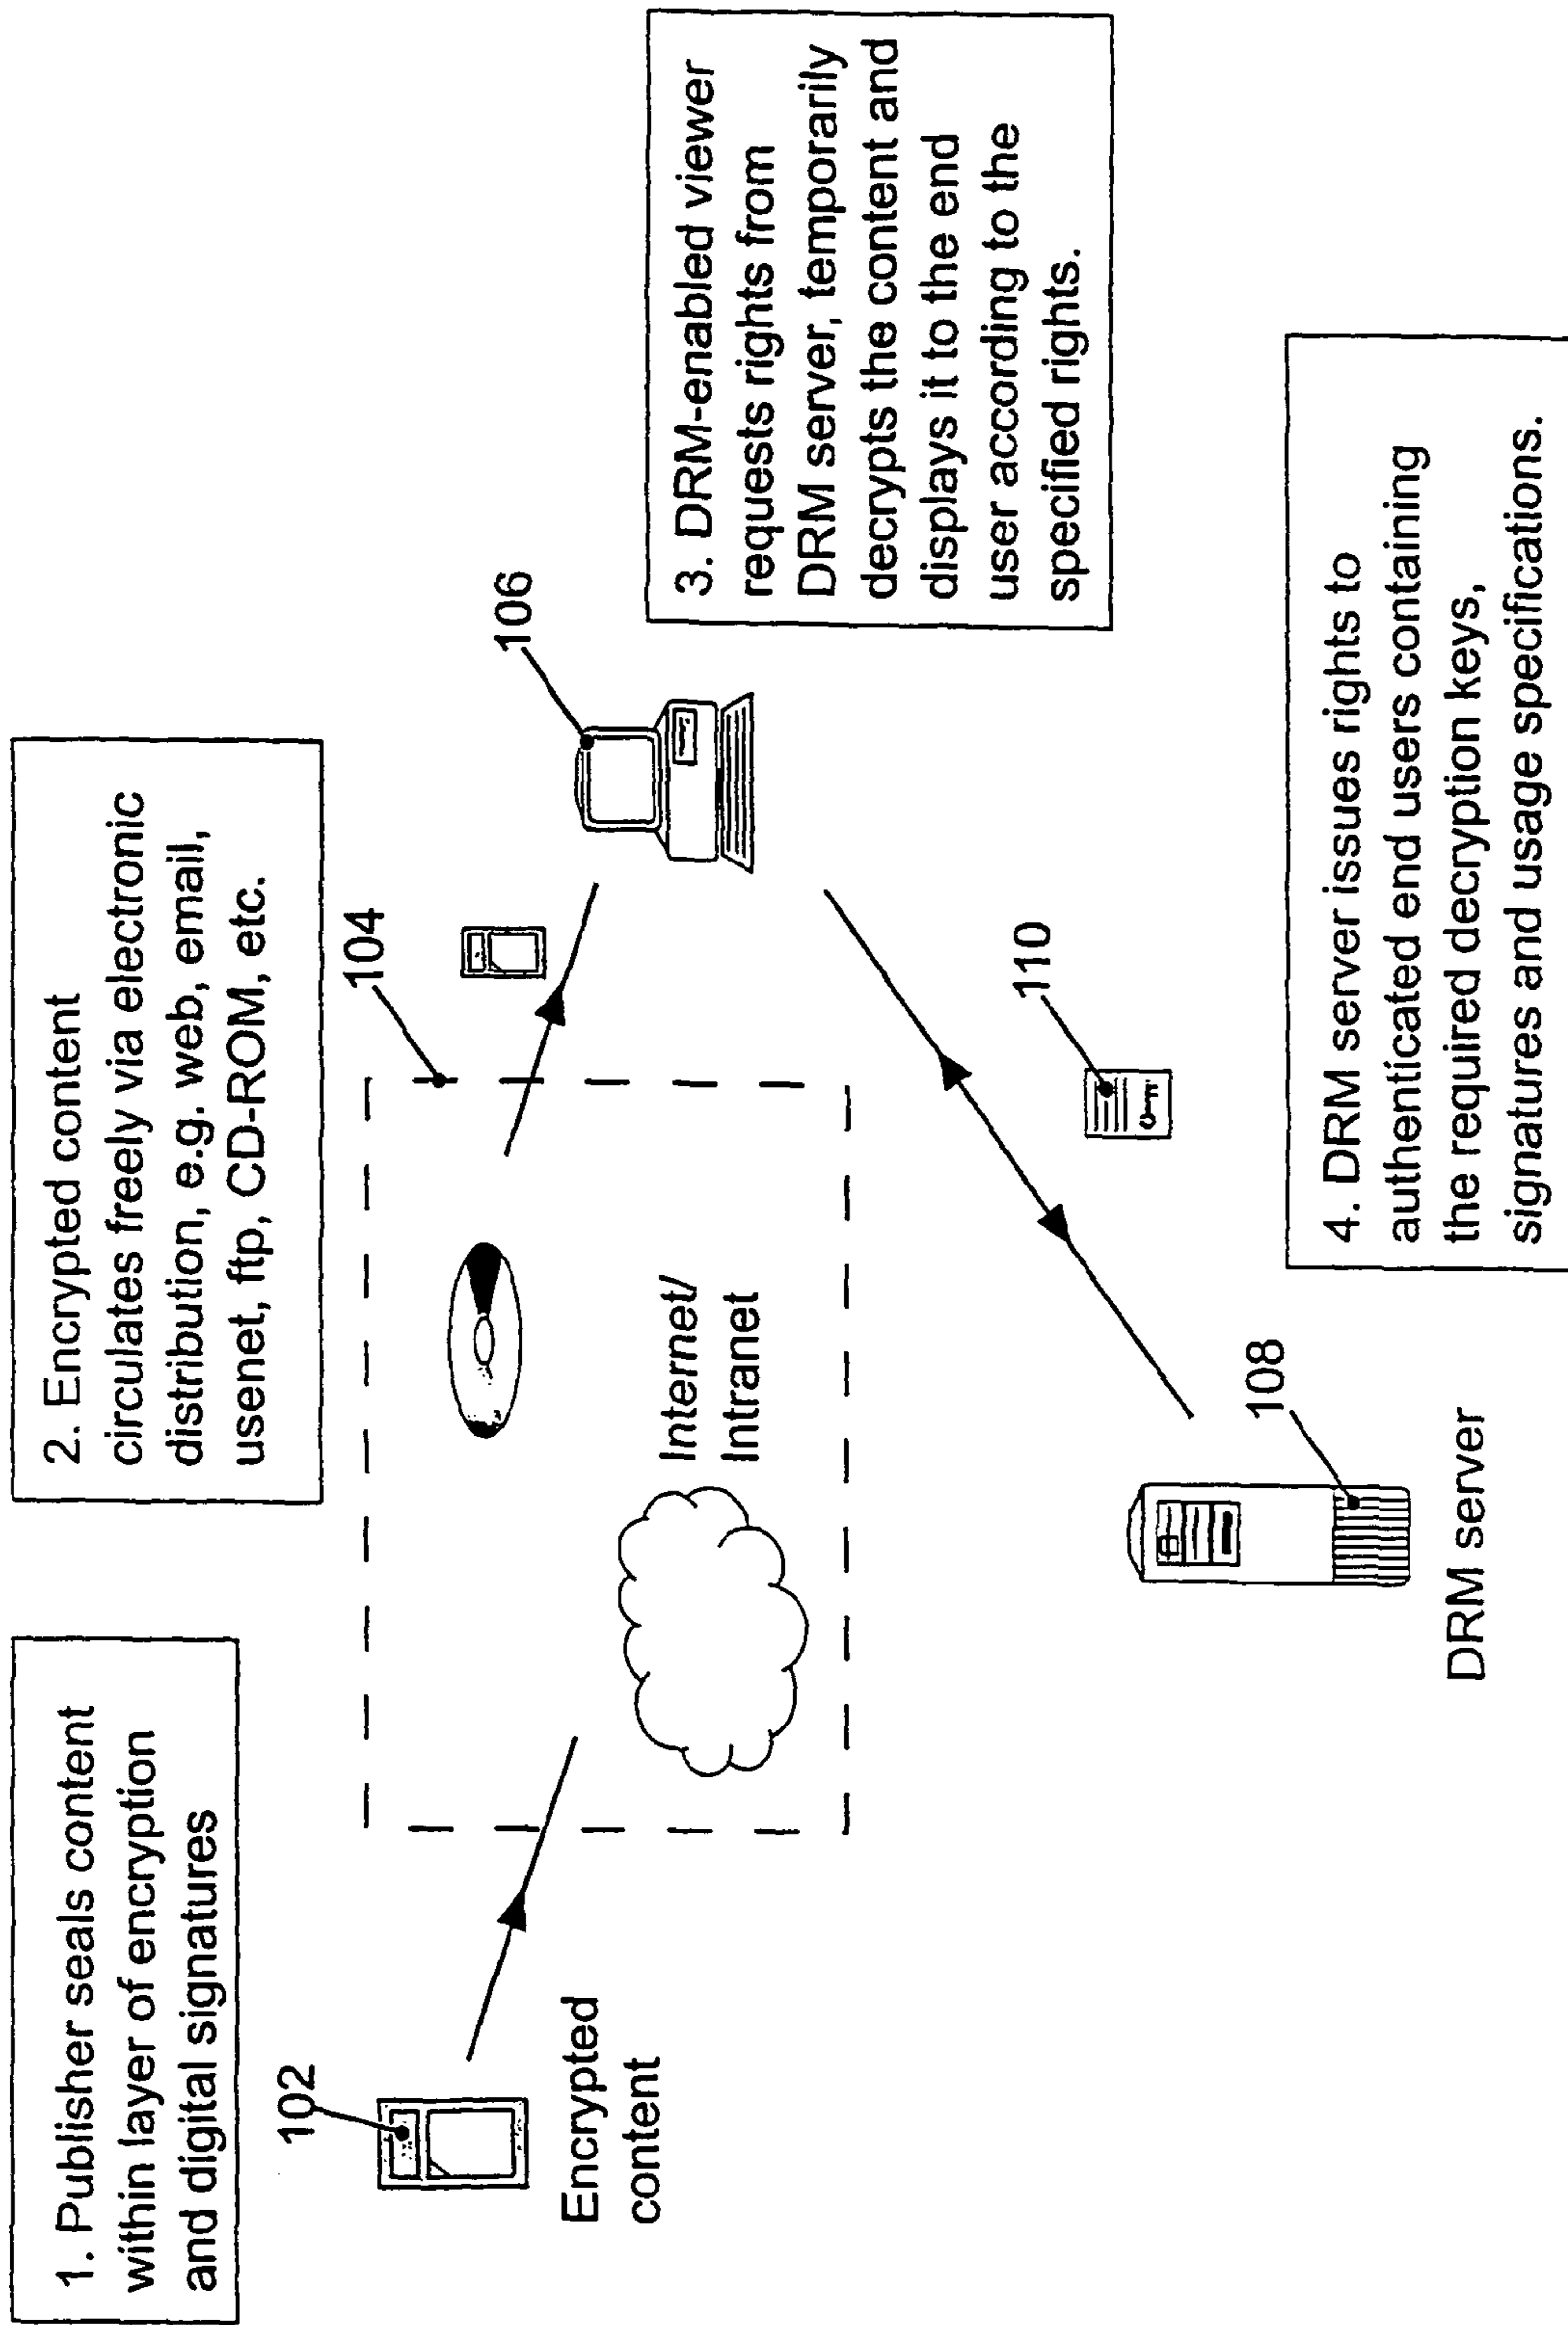 1. Publisher seals content
within layer of encryption
and digital signatures
2. Encrypted content
circulates freely via electronic
distribution, e.g. web, email,
usenet, ftp, CD-ROM, etc.
102
Encrypted
content
104
Internet/
Intranet
106
3. DRM-enabled viewer
requests rights from
DRM server, temporarily
decrypts the content and
displays it to the end
user according to the
specified rights.
110
108
DRM server
4. DRM server issues rights to
authenticated end users containing
the required decryption keys,
signatures and usage specifications.